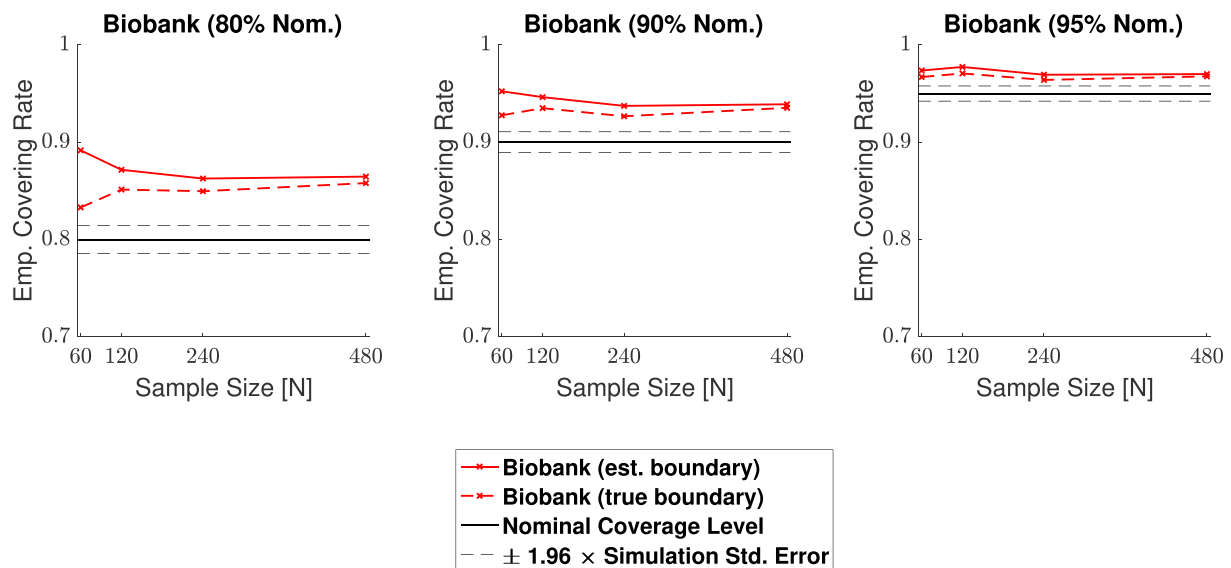 Biobank (80% Nom.)
Biobank (90% Nom.)
Biobank (95% Nom.)
Emp. Covering Rate
1
0.9
0.8
0.7
60 120 240 480
Sample Size [N]
Emp. Covering Rate
1
0.9
0.8
0.7
60 120 240 480
Sample Size [N]
Emp. Covering Rate
1
0.9
0.8
0.7
60 120 240 480
Sample Size [N]
Biobank (est. boundary)
Biobank (true boundary)
Nominal Coverage Level
± 1.96 × Simulation Std. Error